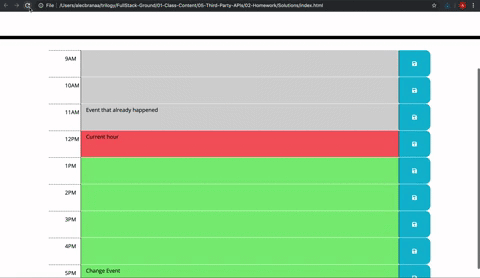 File | /Users/alecbranaa/trilogy/FullStack-Ground/01-Class-Content/05-Third-Party-APIs/02-Homework/Solutions/index.html
9AM
10AM
11AM Event that already happened
12PM Current hour
1PM
2PM
3PM
4PM
5PM Change Event